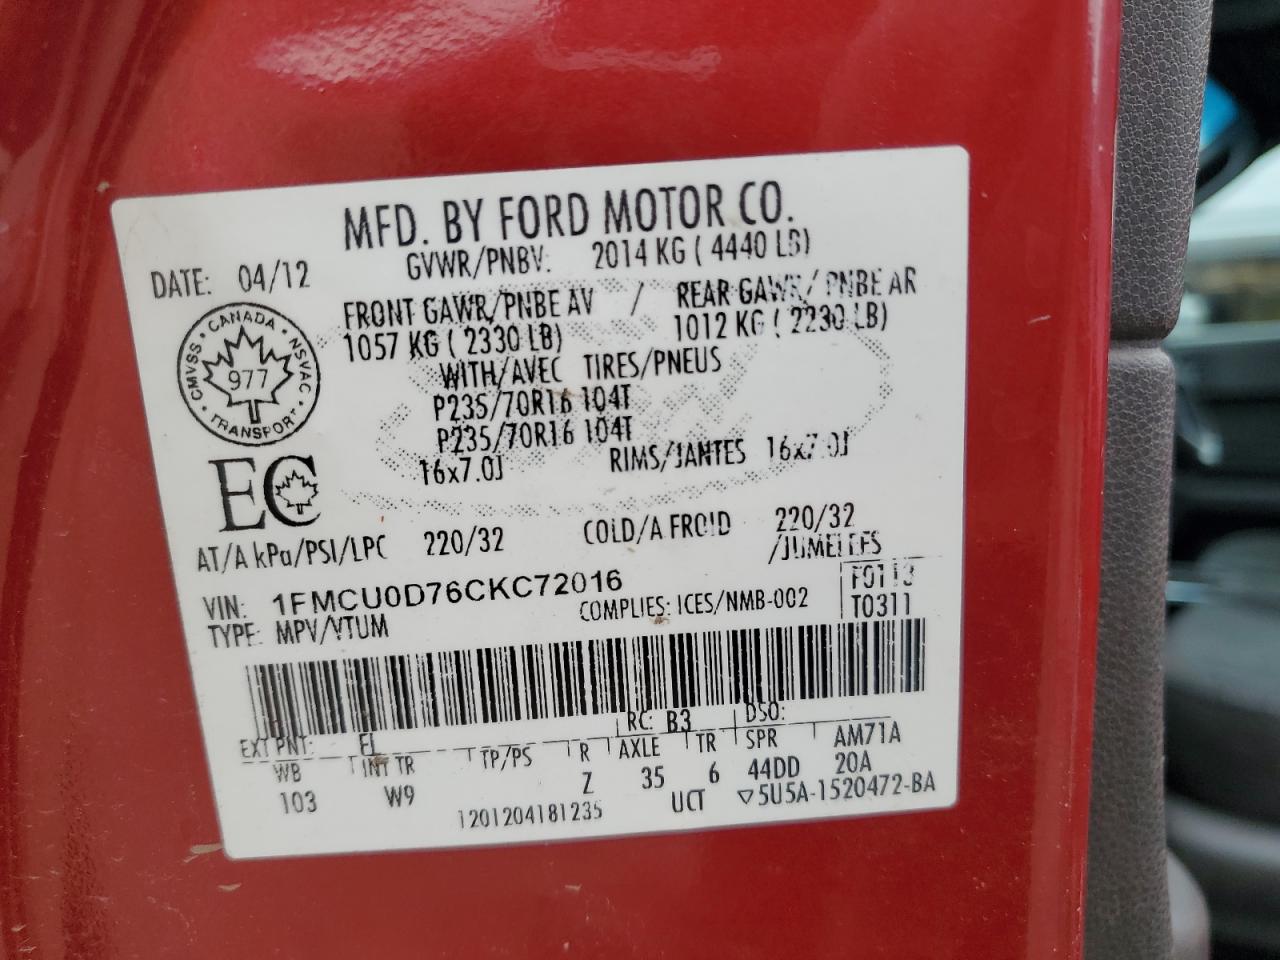 MFD. BY FORD MOTOR CO.
DATE: 04/12
GVWR/PNBV: 2014 KG ( 4440 LB)
FRONT GAWR/PNBE AV / REAR GAWR/ PNBE AR
1057 KG ( 2330 LB) 1012 KG ( 2230 LB)
WITH/AVEC TIRES/PNEUS
P235/70R16 104T
P235/70R16 104T
16x7.0J RIMS/JANTES 16x7.0J
CANADA
CMVSS • NSVAC
977
TRANSPORT
EC
AT/A kPa/PSI/LPC 220/32 COLD/A FROID 220/32
/JUMELEES
VIN: 1FMCU0D76CKC72016
TYPE: MPV/VTUM COMPLIES: ICES/NMB-002
F0113
T0311
EXT PNT: EL RC: B3 DSO:
WB INT TR TP/PS R AXLE TR SPR AM71A
103 W9 Z 35 6 44DD 20A
1201204181235 UCT ▽5U5A-1520472-BA